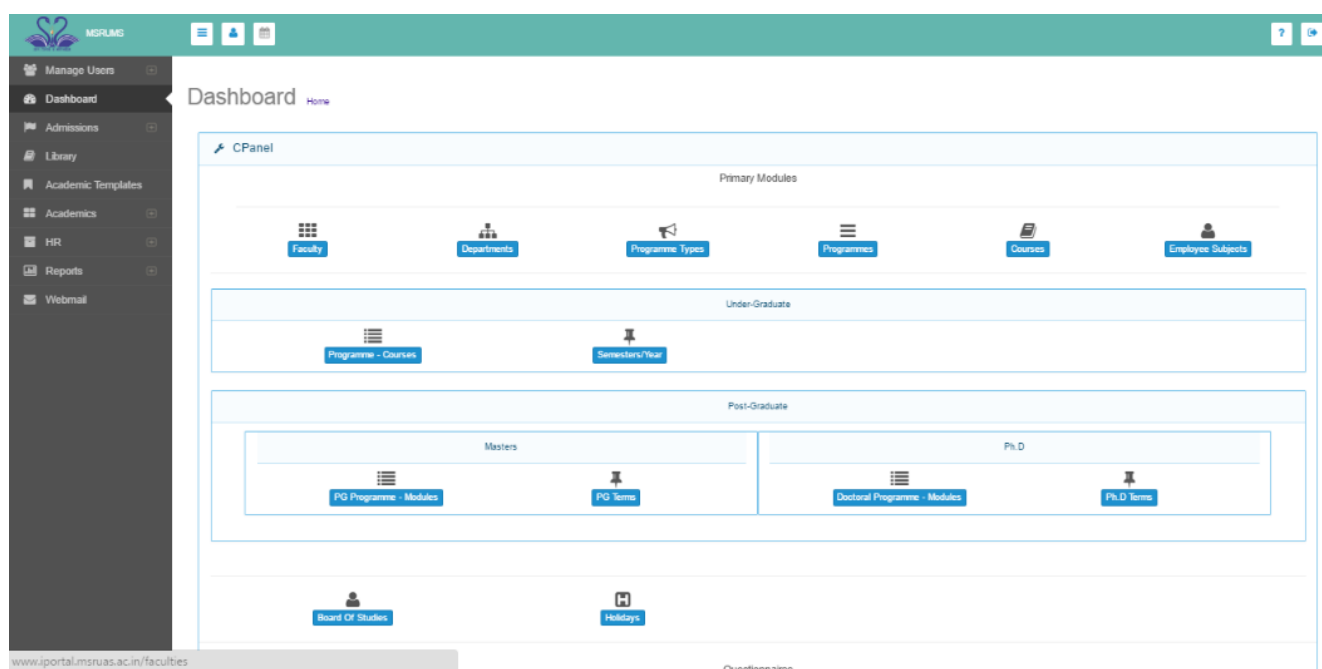 MSRUMS
?
Manage Users
Dashboard
Admissions
Library
Academic Templates
Academics
HR
Reports
Webmail
Dashboard Home
CPanel
Primary Modules
Faculty Departments Programme Types Programmes Courses Employee Subjects
Under-Graduate
Programme - Courses Semesters/Year
Post-Graduate
Masters Ph.D
PG Programme - Modules PG Terms Doctoral Programme - Modules Ph.D Terms
Board Of Studies Holidays
www.iportal.msruas.ac.in/faculties
Questionnaires